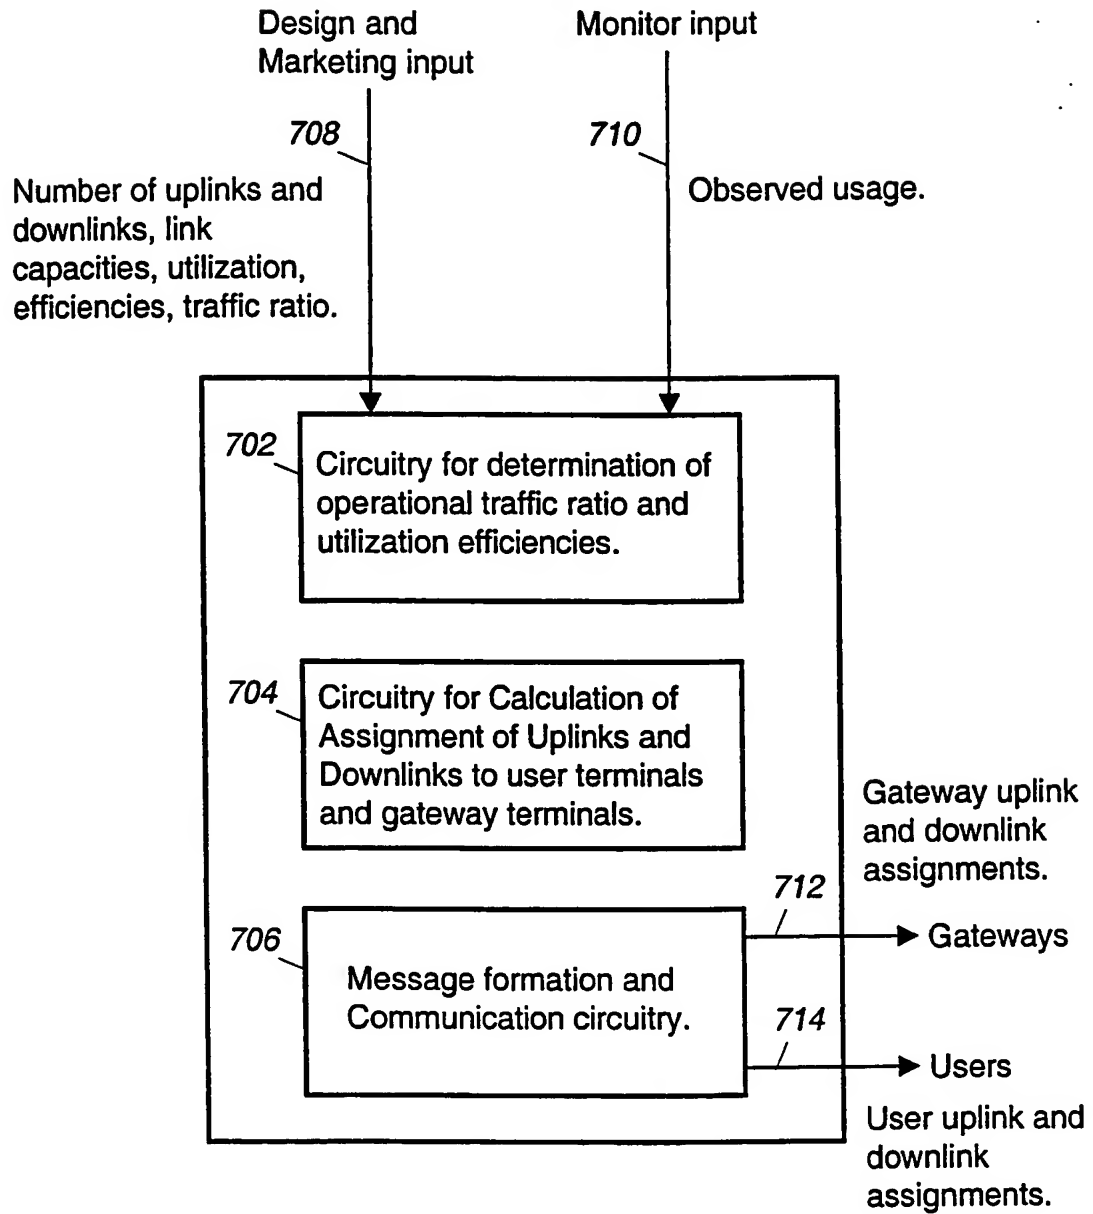 Design and
Marketing input
Monitor input
708
710
Number of uplinks and
downlinks, link
capacities, utilization,
efficiencies, traffic ratio.
Observed usage.
702
Circuitry for determination of
operational traffic ratio and
utilization efficiencies.
704
Circuitry for Calculation of
Assignment of Uplinks and
Downlinks to user terminals
and gateway terminals.
Gateway uplink
and downlink
assignments.
712
Gateways
706
Message formation and
Communication circuitry.
714
Users
User uplink and
downlink
assignments.